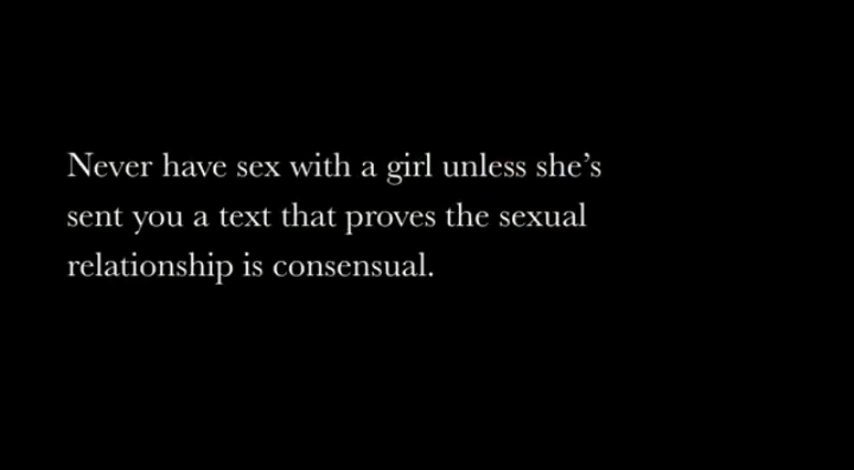 Never have sex with a girl unless she’s
sent you a text that proves the sexual
relationship is consensual.